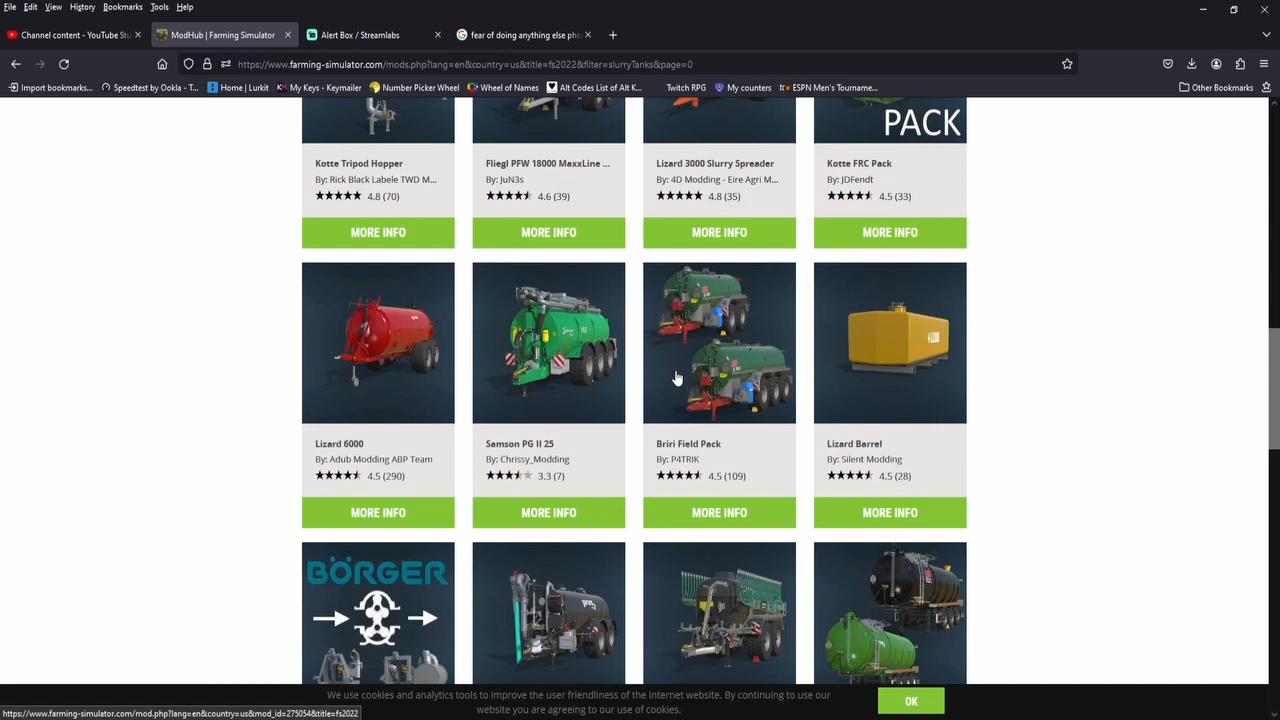 File Edit View History Bookmarks Tools Help
Channel content - YouTube Stu
ModHub | Farming Simulator
Alert Box / Streamlabs
fear of doing anything else pho
https://www.farming-simulator.com/mods.php?lang=en&country=us&title=fs2022&filter=slurryTanks&page=0
Import bookmarks...
Speedtest by Ookla - T...
Home | Lurkit
My Keys - Keymailer
Number Picker Wheel
Wheel of Names
Alt Codes List of Alt K...
Twitch RPG
My counters
ESPN Men's Tourname...
Other Bookmarks
PACK
Kotte Tripod Hopper
By: Rick Black Labele TWD M...
4.8 (70)
MORE INFO
Fliegl PFW 18000 MaxxLine ...
By: JuN3s
4.6 (39)
MORE INFO
Lizard 3000 Slurry Spreader
By: 4D Modding - Eire Agri M...
4.8 (35)
MORE INFO
Kotte FRC Pack
By: JDFendt
4.5 (33)
MORE INFO
Lizard 6000
By: Adub Modding ABP Team
4.5 (290)
MORE INFO
Samson PG II 25
By: Chrissy_Modding
3.3 (7)
MORE INFO
Briri Field Pack
By: P4TRIK
4.5 (109)
MORE INFO
Lizard Barrel
By: Silent Modding
4.5 (28)
MORE INFO
BÖRGER
We use cookies and analytics tools to improve the user friendliness of the Internet website. By continuing to use our
website you are agreeing to our use of cookies.
OK
https://www.farming-simulator.com/mod.php?lang=en&country=us&mod_id=275054&title=fs2022